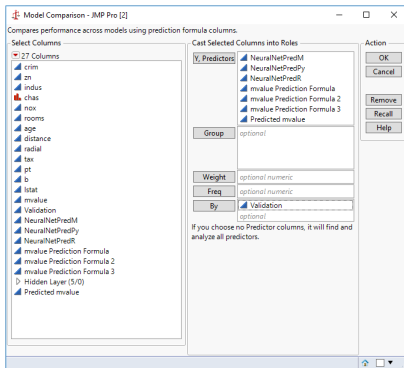 Model Comparison - JMP Pro [2]
Compares performance across models using prediction formula columns.
Select Columns
27 Columns
crim
zn
indus
chas
nox
rooms
age
distance
radial
tax
pt
b
lstat
mvalue
Validation
NeuralNetPredM
NeuralNetPredPy
NeuralNetPredR
mvalue Prediction Formula
mvalue Prediction Formula 2
mvalue Prediction Formula 3
Hidden Layer (5/0)
Predicted mvalue
Cast Selected Columns into Roles
Y, Predictors
NeuralNetPredM
NeuralNetPredPy
NeuralNetPredR
mvalue Prediction Formula
mvalue Prediction Formula 2
mvalue Prediction Formula 3
Predicted mvalue
Group
optional
Weight
optional numeric
Freq
optional numeric
By
Validation
optional
If you choose no Predictor columns, it will find and
analyze all predictors.
Action
OK
Cancel
Remove
Recall
Help